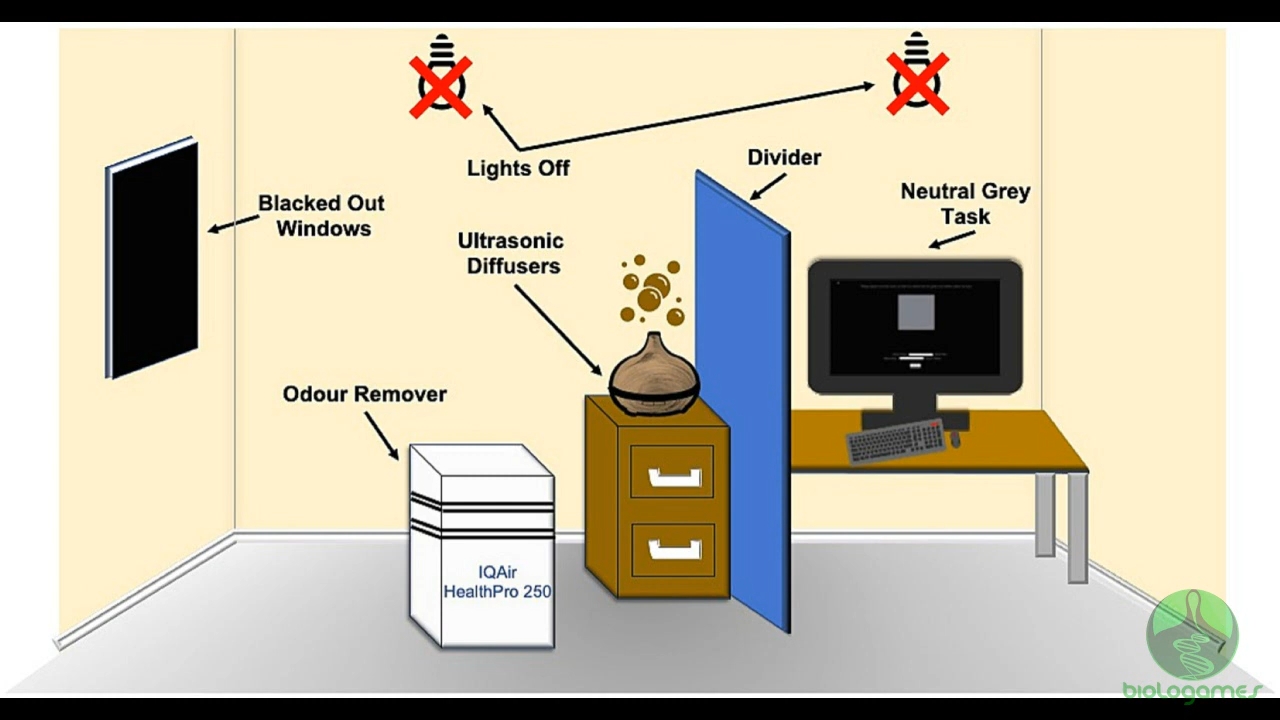 Lights Off
Divider
Neutral Grey
Task
Blacked Out
Windows
Ultrasonic
Diffusers
Odour Remover
IQAir
HealthPro 250
biologames